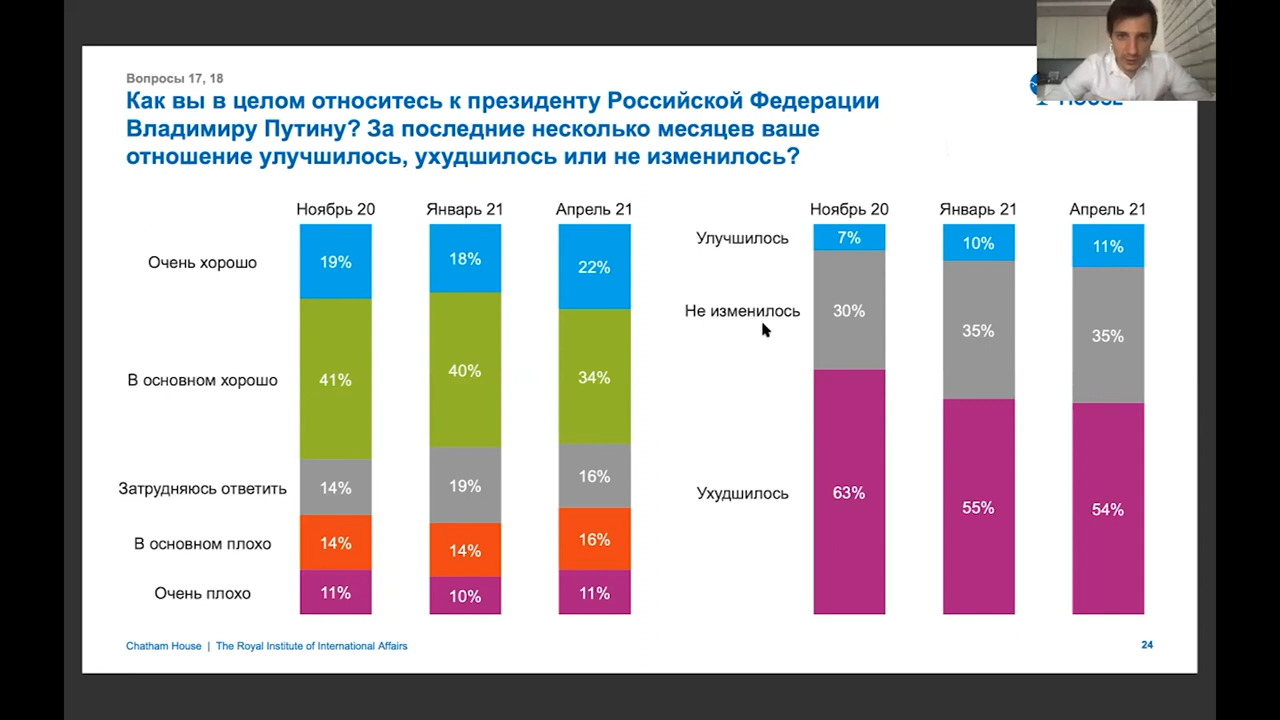 Вопросы 17, 18
Как вы в целом относитесь к президенту Российской Федерации
Владимиру Путину? За последние несколько месяцев ваше
отношение улучшилось, ухудшилось или не изменилось?
Ноябрь 20
Январь 21
Апрель 21
Очень хорошо
19%
18%
22%
В основном хорошо
41%
40%
34%
Затрудняюсь ответить
14%
19%
16%
В основном плохо
14%
14%
16%
Очень плохо
11%
10%
11%
Ноябрь 20
Январь 21
Апрель 21
Улучшилось
7%
10%
11%
Не изменилось
30%
35%
35%
Ухудшилось
63%
55%
54%
Chatham House | The Royal Institute of International Affairs
24